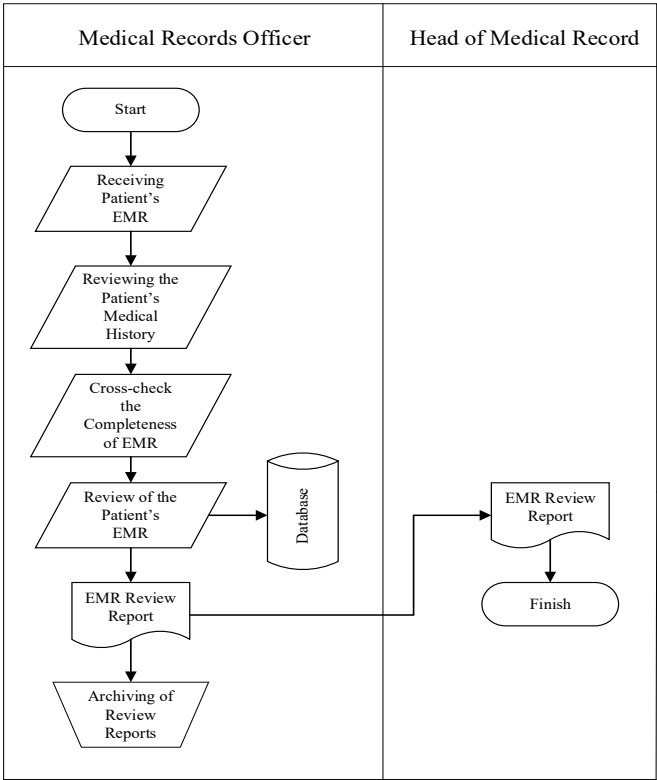 Medical Records Officer
Head of Medical Record
Start
Receiving
Patient's
EMR
Reviewing the
Patient's
Medical
History
Cross-check
the
Completeness
of EMR
Review of the
Patient's
EMR
Database
EMR Review
Report
Archiving of
Review
Reports
EMR Review
Report
Finish